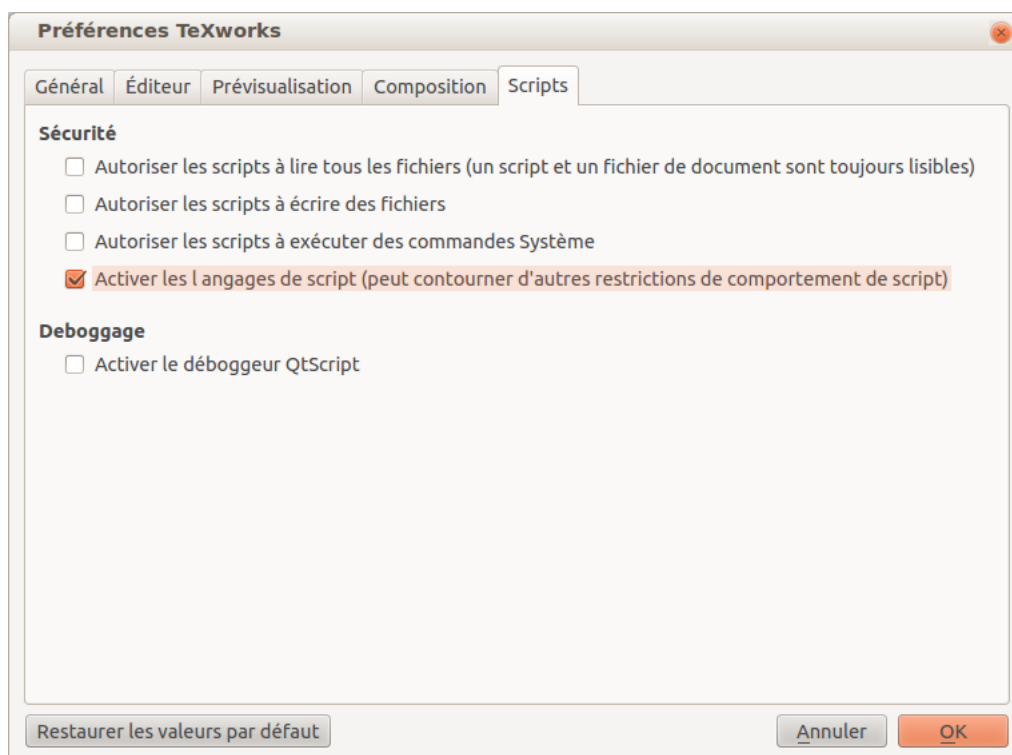 Préférences TeXworks
Général Éditeur Prévisualisation Composition Scripts
Sécurité
Autoriser les scripts à lire tous les fichiers (un script et un fichier de document sont toujours lisibles)
Autoriser les scripts à écrire des fichiers
Autoriser les scripts à exécuter des commandes Système
Activer les l angages de script (peut contourner d'autres restrictions de comportement de script)
Deboggage
Activer le déboggeur QtScript
Restaurer les valeurs par défaut Annuler OK